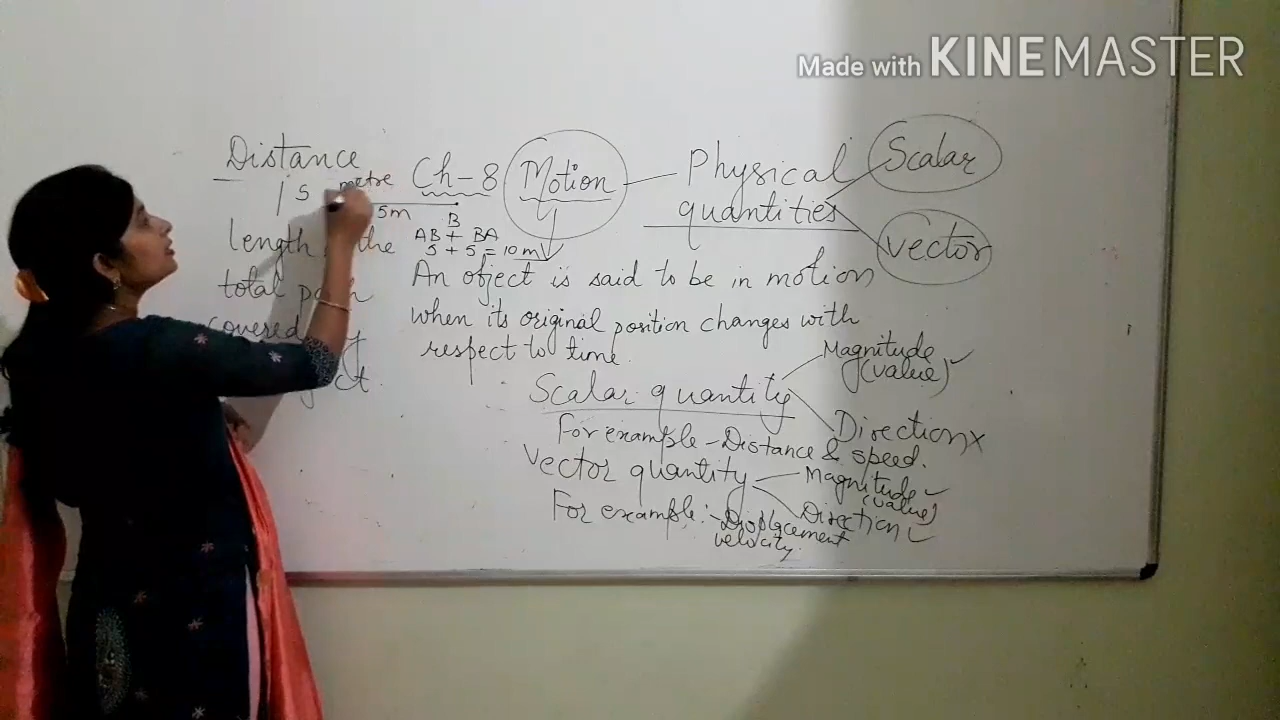 Made with KINEMASTER
Distance
is
metre
5m
B
length the
total path
covered
Ch-8 Motion
AB + BA
5 + 5 = 10m
Physical
quantities
Scalar
vector
An object is said to be in motion
when its original position changes with
respect to time.
Scalar quantity
Magnitude
(value)
Direction x
For example - Distance & speed.
Vector quantity
Magnitude
(value)
Direction
For example:- Displacement
velocity.